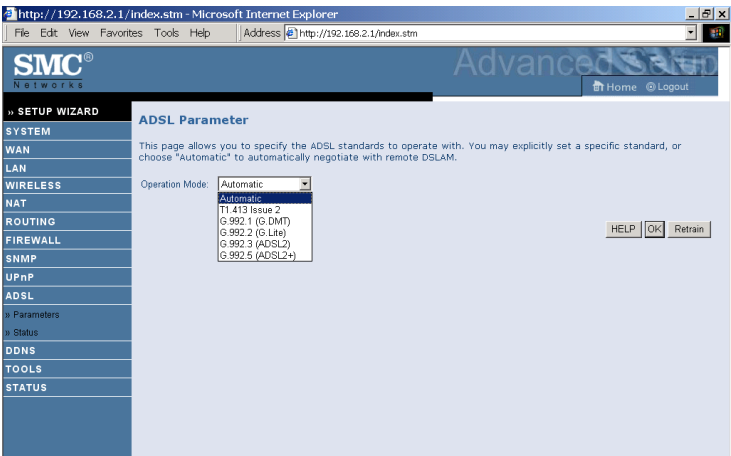 http://192.168.2.1/index.stm - Microsoft Internet Explorer
File Edit View Favorites Tools Help Address http://192.168.2.1/index.stm
SMC®
Networks
Advanced Setup
Home Logout
» SETUP WIZARD
SYSTEM
WAN
LAN
WIRELESS
NAT
ROUTING
FIREWALL
SNMP
UPnP
ADSL
» Parameters
» Status
DDNS
TOOLS
STATUS
ADSL Parameter
This page allows you to specify the ADSL standards to operate with. You may explicitly set a specific standard, or
choose "Automatic" to automatically negotiate with remote DSLAM.
Operation Mode: Automatic
Automatic
T1.413 Issue 2
G.992.1 (G.DMT)
G.992.2 (G.Lite)
G.992.3 (ADSL2)
G.992.5 (ADSL2+)
HELP OK Retrain